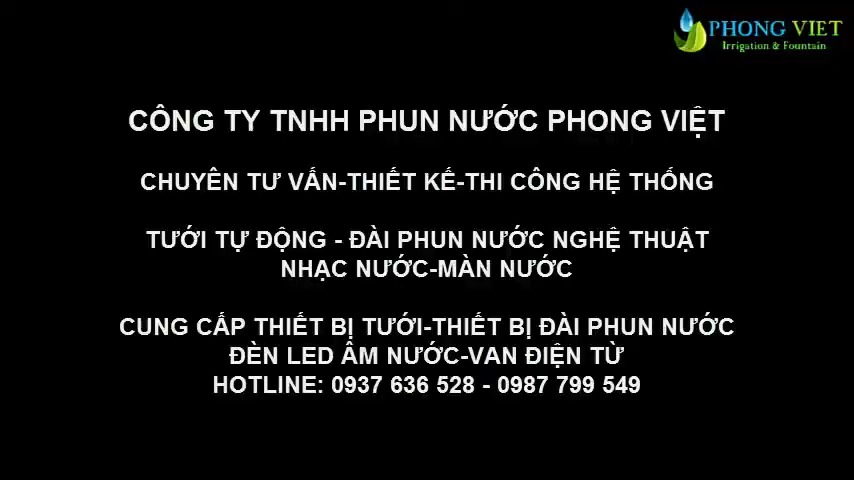 PHONG VIET
Irrigation & Fountain
CÔNG TY TNHH PHUN NƯỚC PHONG VIỆT
CHUYÊN TƯ VẤN-THIẾT KẾ-THI CÔNG HỆ THỐNG
TƯỚI TỰ ĐỘNG - ĐÀI PHUN NƯỚC NGHỆ THUẬT
NHẠC NƯỚC-MÀN NƯỚC
CUNG CẤP THIẾT BỊ TƯỚI-THIẾT BỊ ĐÀI PHUN NƯỚC
ĐÈN LED ÂM NƯỚC-VAN ĐIỆN TỪ
HOTLINE: 0937 636 528 - 0987 799 549